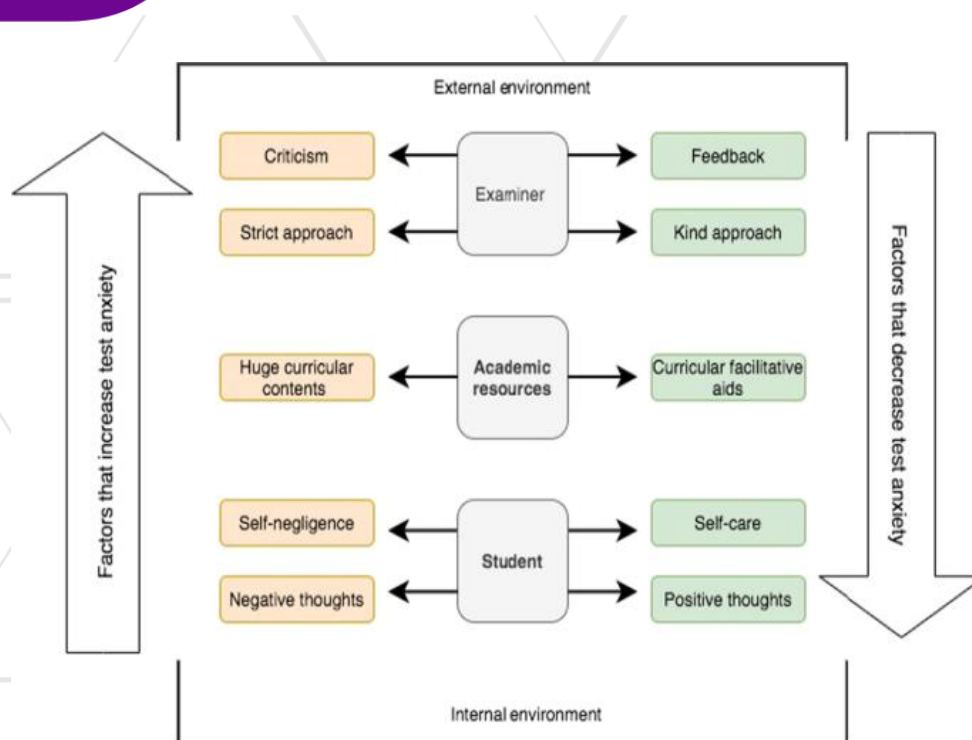 External environment
Criticism
Examiner
Feedback
Strict approach
Kind approach
Huge curricular
contents
Academic
resources
Curricular facilitative
aids
Self-negligence
Student
Self-care
Negative thoughts
Positive thoughts
Internal environment
Factors that increase test anxiety
Factors that decrease test anxiety